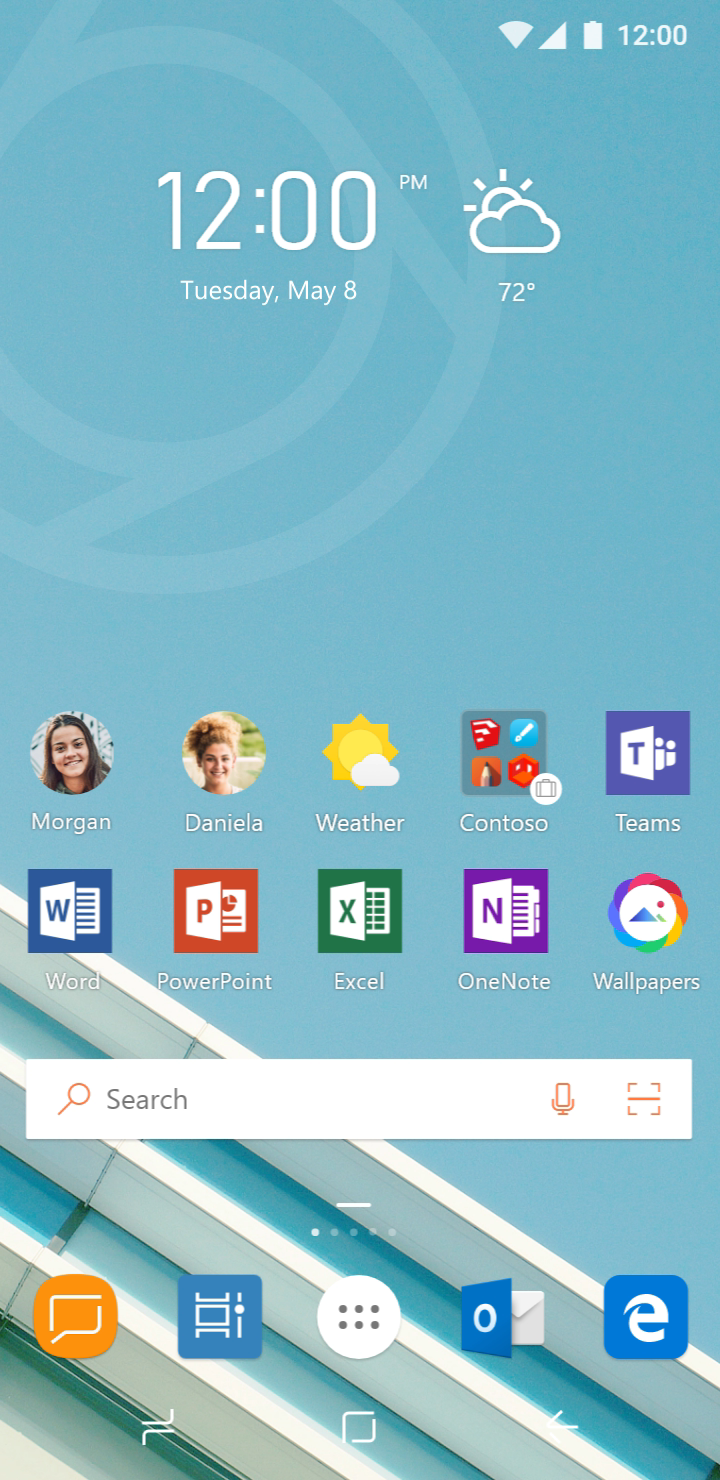 12:00
12:00 PM
Tuesday, May 8
72°
Morgan
Daniela
Weather
Contoso
Teams
Word
PowerPoint
Excel
OneNote
Wallpapers
Search